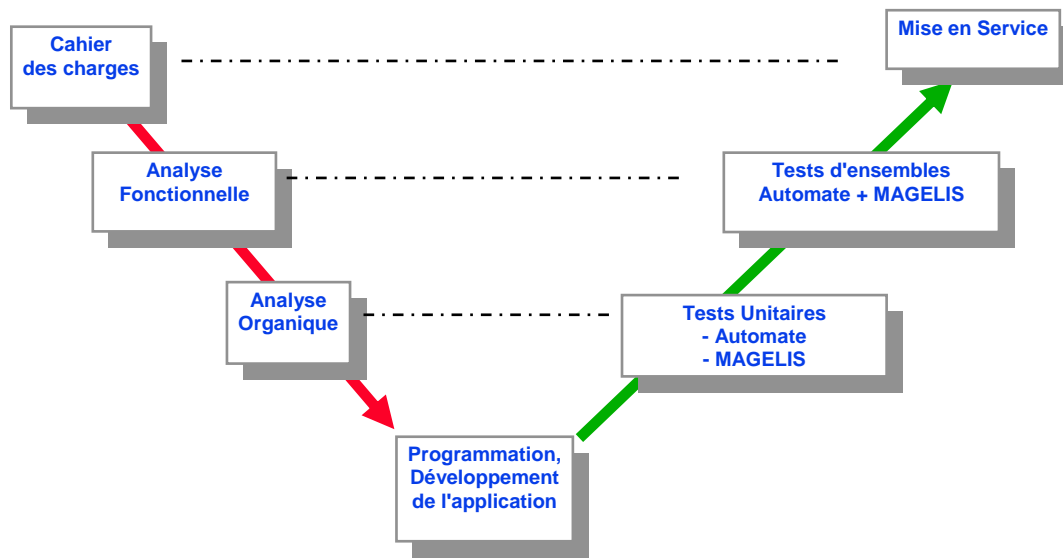 Cahier
des charges
Mise en Service
Analyse
Fonctionnelle
Tests d'ensembles
Automate + MAGELIS
Analyse
Organique
Tests Unitaires
- Automate
- MAGELIS
Programmation,
Développement
de l'application